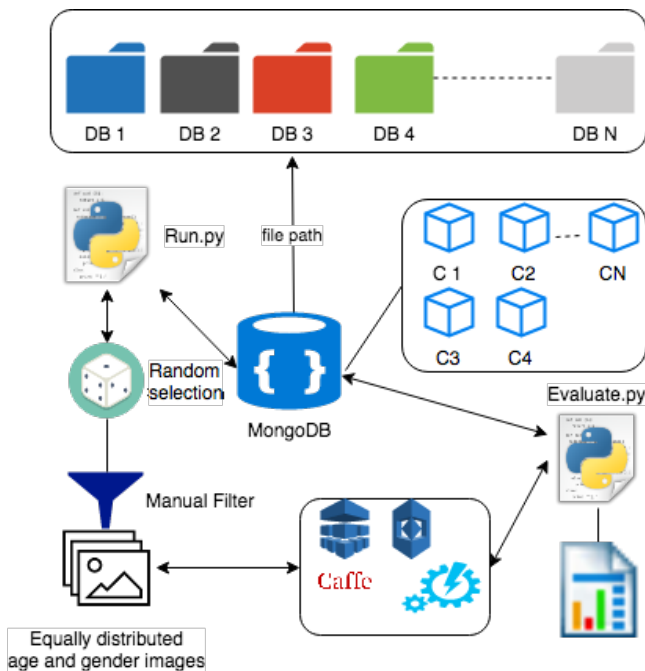 DB 1
DB 2
DB 3
DB 4
DB N
Run.py
file path
C 1
C2
CN
C3
C4
Random
selection
{ }
MongoDB
Evaluate.py
Manual Filter
Caffe
Equally distributed
age and gender images